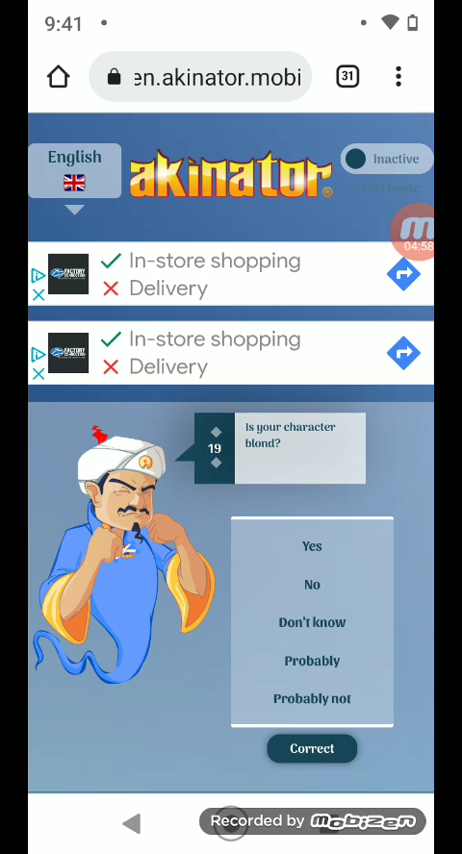 9:41
en.akinator.mobi
31
English
akinator
Inactive
Child mode
04:58
In-store shopping
Delivery
In-store shopping
Delivery
19
Is your character
blond?
Yes
No
Don't know
Probably
Probably not
Correct
Recorded by mobizen